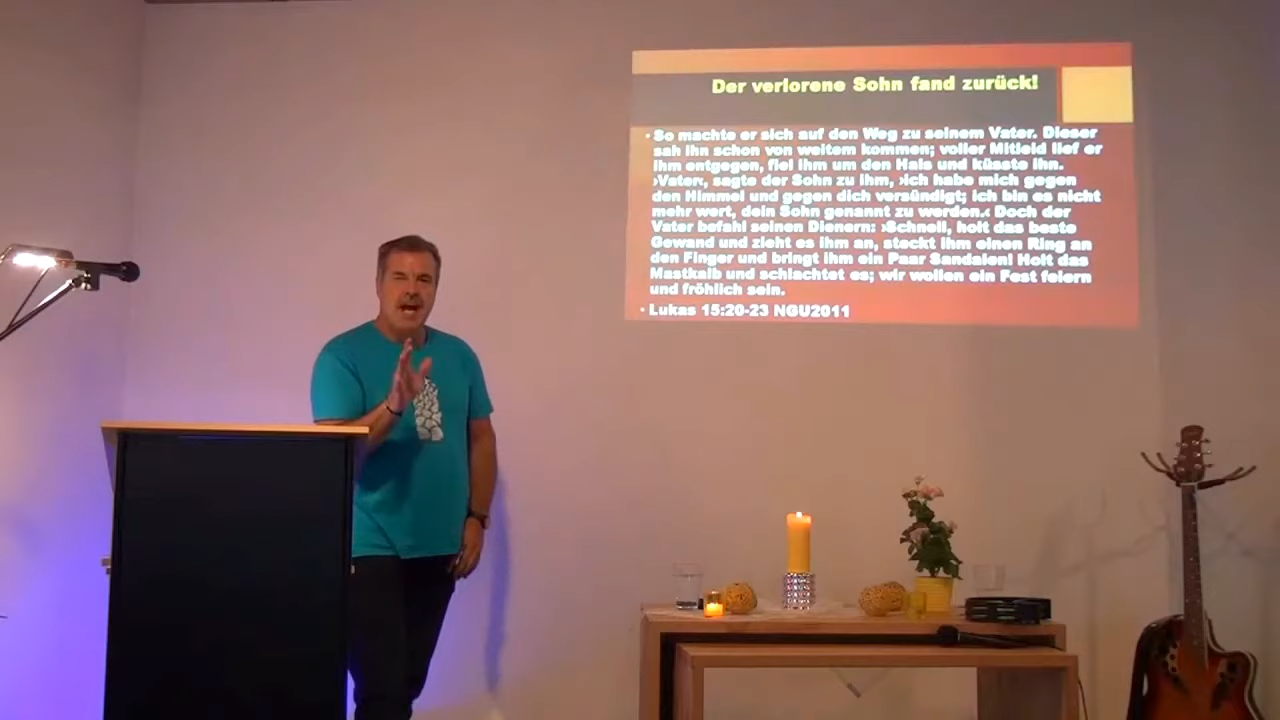 Der verlorene Sohn fand zurück!
• So machte er sich auf den Weg zu seinem Vater. Dieser
sah ihn schon von weitem kommen; voller Mitleid lief er
ihm entgegen, fiel ihm um den Hals und küsste ihn.
›Vater‹, sagte der Sohn zu ihm, ›ich habe mich gegen
den Himmel und gegen dich versündigt; ich bin es nicht
mehr wert, dein Sohn genannt zu werden.‹ Doch der
Vater befahl seinen Dienern: ›Schnell, holt das beste
Gewand und zieht es ihm an, steckt ihm einen Ring an
den Finger und bringt ihm ein Paar Sandalen! Holt das
Mastkalb und schlachtet es; wir wollen ein Fest feiern
und fröhlich sein.
• Lukas 15:20-23 NGU2011